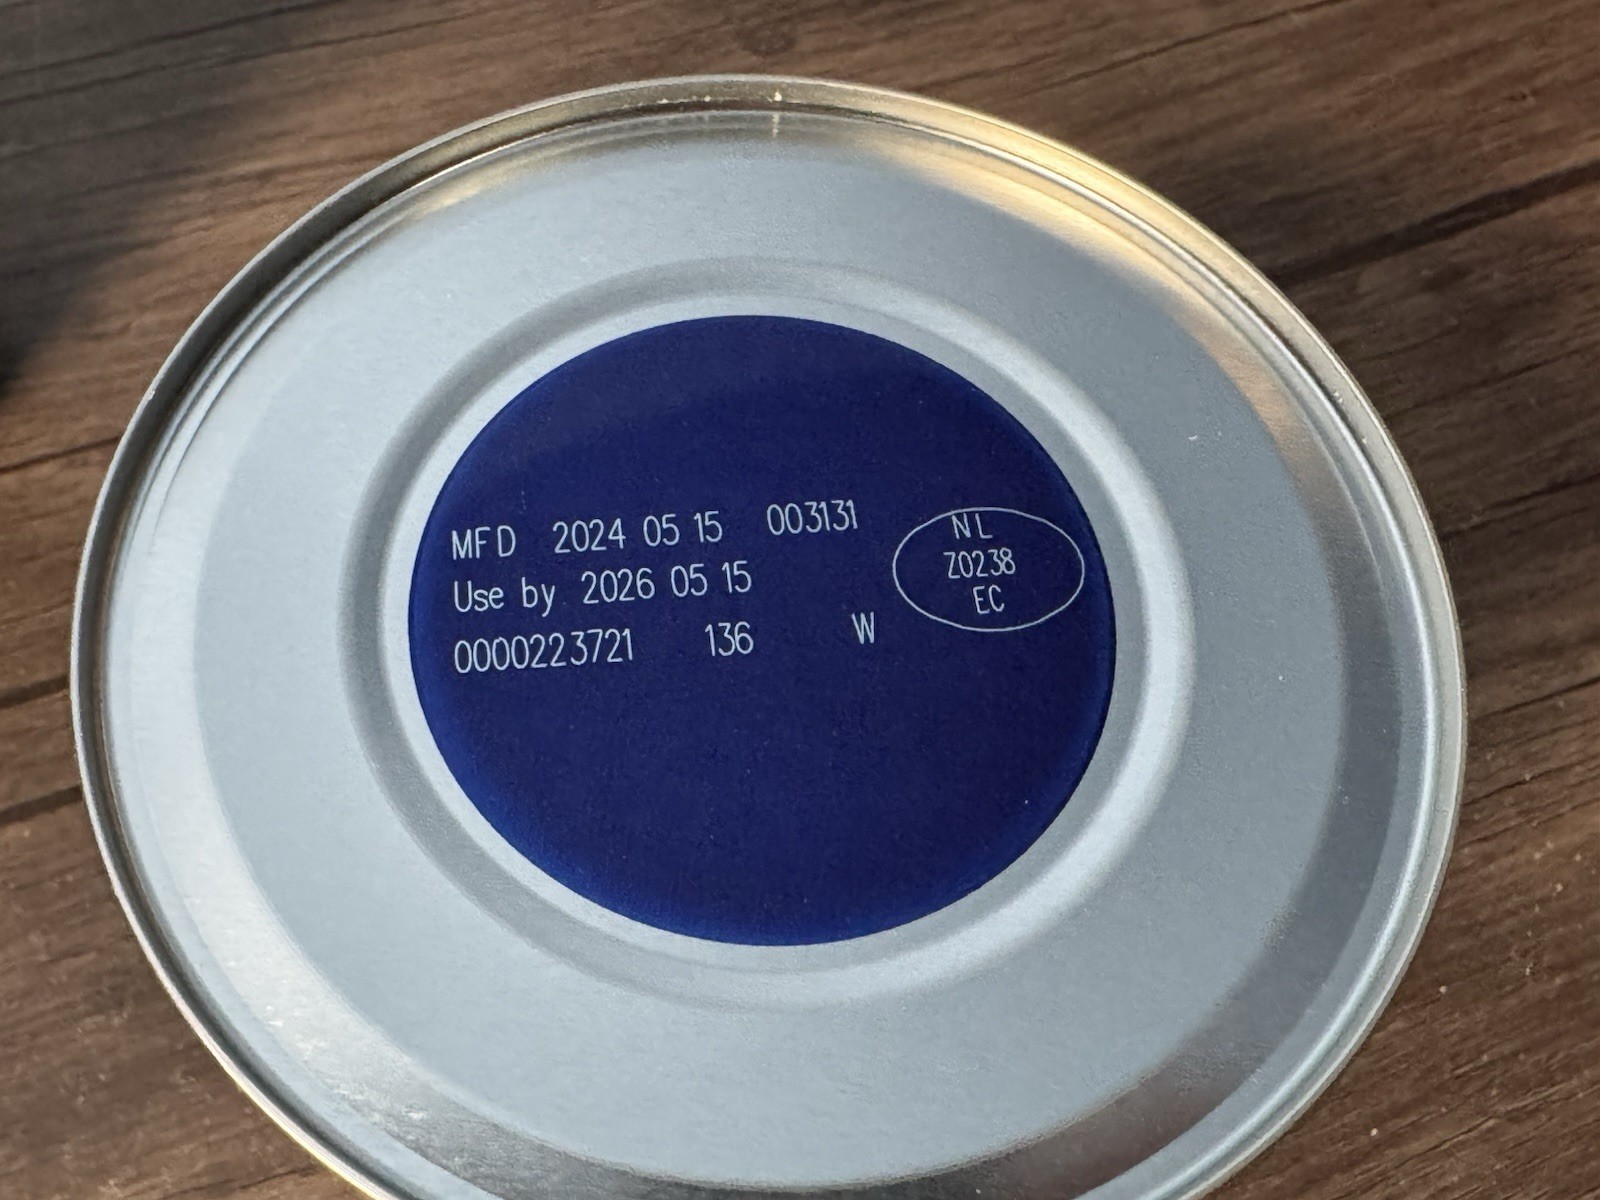 MFD 2024 05 15 003131
Use by 2026 05 15
0000223721 136 W
NL
Z0238
EC